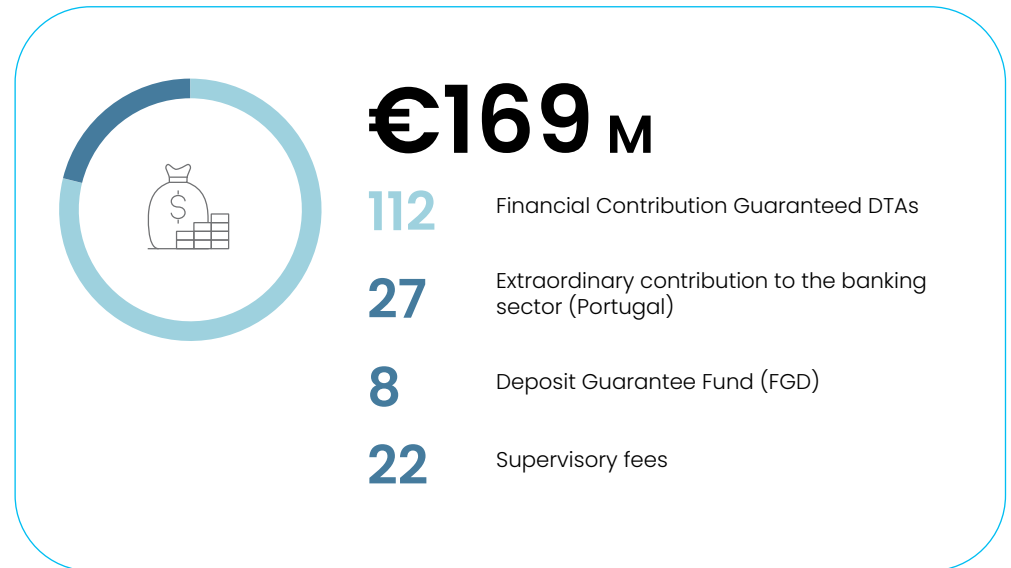 €169 M
112 Financial Contribution Guaranteed DTAs
27 Extraordinary contribution to the banking
sector (Portugal)
8 Deposit Guarantee Fund (FGD)
22 Supervisory fees
$